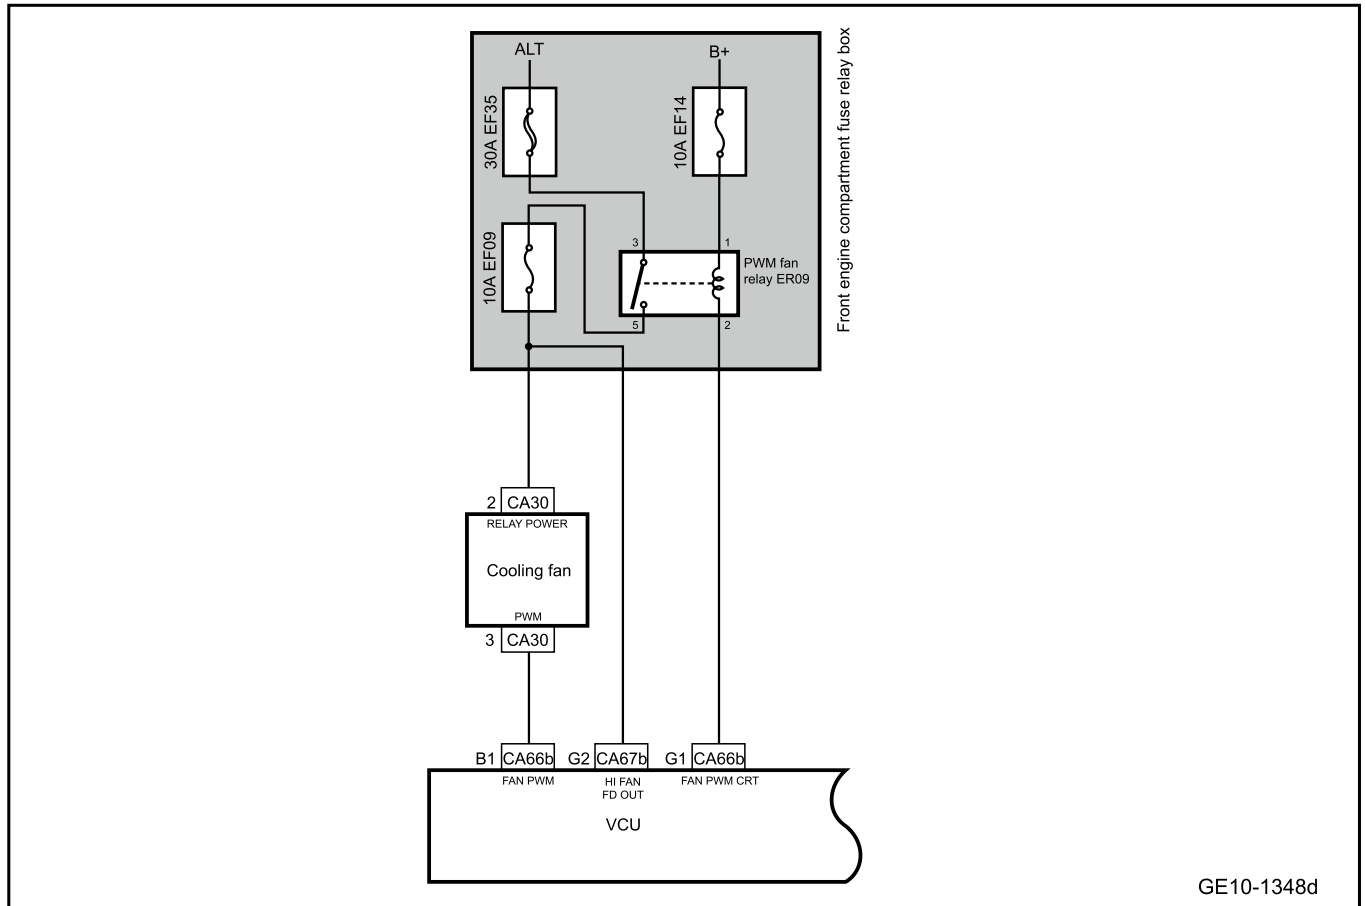 ALT
B+
30A EF35
10A EF14
Front engine compartment fuse relay box
10A EF09
3
1
PWM fan
relay ER09
5
2
2
CA30
RELAY POWER
Cooling fan
PWM
3
CA30
B1
CA66b
G2
CA67b
G1
CA66b
FAN PWM
HI FAN
FD OUT
FAN PWM CRT
VCU
GE10-1348d